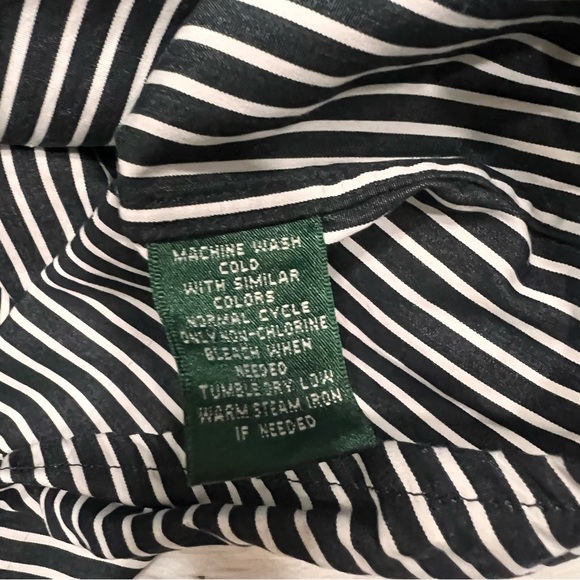 MACHINE WASH
COLD
WITH SIMILAR
COLORS
NORMAL CYCLE
ONLY NON-CHLORINE
BLEACH WHEN
NEEDED
TUMBLE DRY LOW
WARM STEAM IRON
IF NEEDED